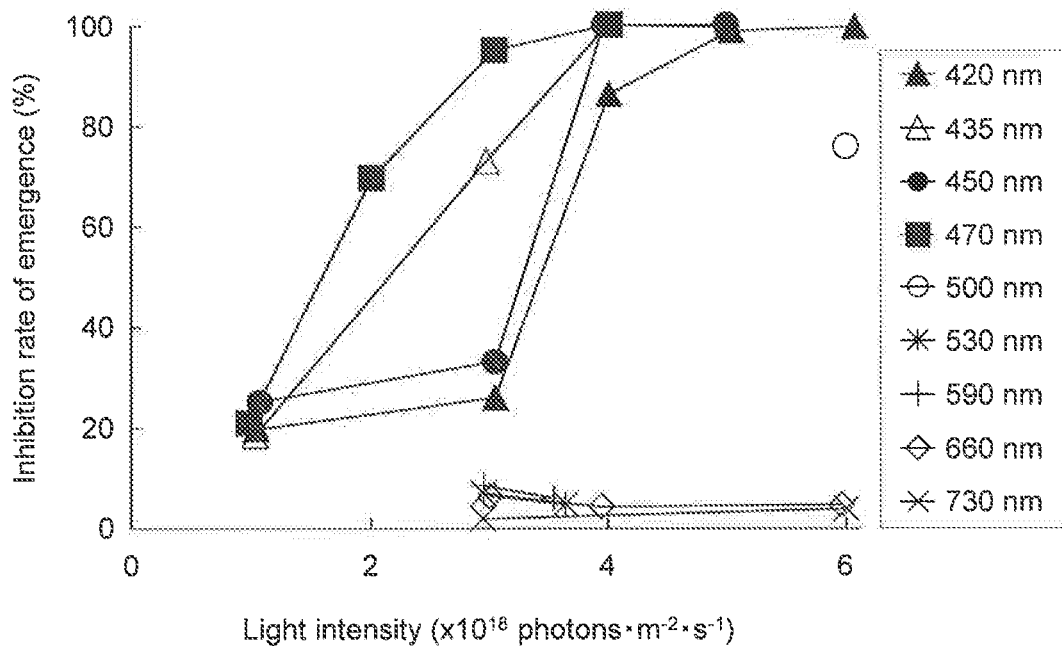 Inhibition rate of emergence (%)
100
80
60
40
20
0
0 2 4 6
Light intensity (x10¹⁸ photons·m⁻²·s⁻¹)
420 nm
435 nm
450 nm
470 nm
500 nm
530 nm
590 nm
660 nm
730 nm